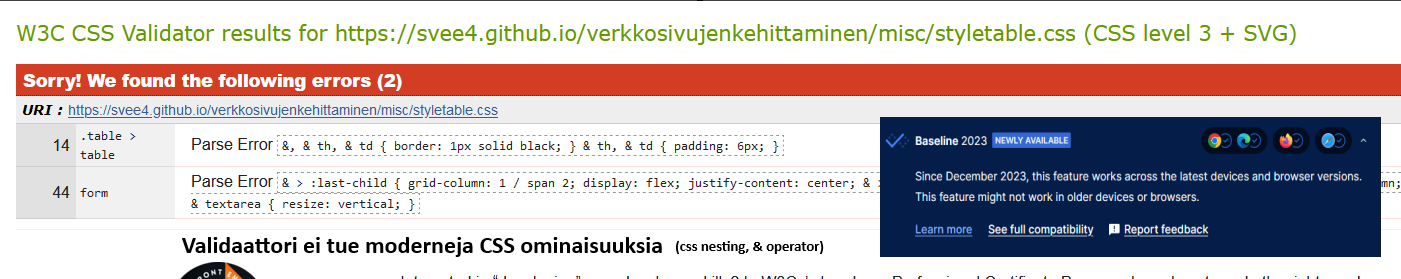 W3C CSS Validator results for https://svee4.github.io/verkkosivujenkehittaminen/misc/styletable.css (CSS level 3 + SVG)
Sorry! We found the following errors (2)
URI : https://svee4.github.io/verkkosivujenkehittaminen/misc/styletable.css
14 .table > table Parse Error &, & th, & td { border: 1px solid black; } & th, & td { padding: 6px; }
44 form Parse Error & > :last-child { grid-column: 1 / span 2; display: flex; justify-content: center; &
& textarea { resize: vertical; }
Baseline 2023 NEWLY AVAILABLE
Since December 2023, this feature works across the latest devices and browser versions.
This feature might not work in older devices or browsers.
Learn more See full compatibility Report feedback
Validaattori ei tue moderneja CSS ominaisuuksia (css nesting, & operator)